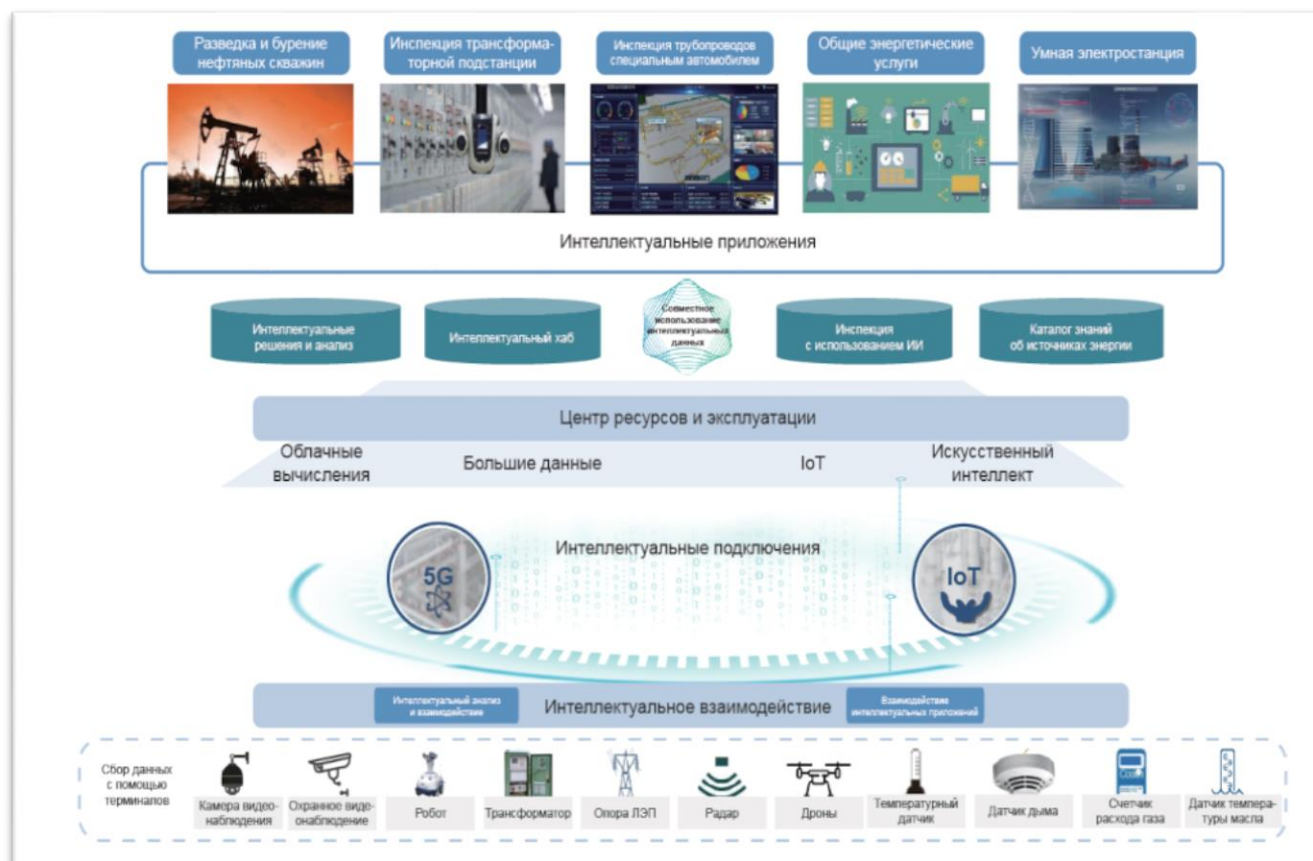 Разведка и бурение
нефтяных скважин
Инспекция трансформа-
торной подстанции
Инспекция трубопроводов
специальным автомобилем
Общие энергетические
услуги
Умная электростанция
Интеллектуальные приложения
Интеллектуальные
решения и анализ
Интеллектуальный хаб
Совместное
использование
интеллектуальных
данных
Инспекция
с использованием ИИ
Каталог знаний
об источниках энергии
Центр ресурсов и эксплуатации
Облачные
вычисления
Большие данные
IoT
Искусственный
интеллект
Интеллектуальные подключения
5G
IoT
Интеллектуальный анализ
и взаимодействие
Интеллектуальное взаимодействие
Взаимодействие
интеллектуальных приложений
Сбор данных
с помощью
терминалов
Камера видео-
наблюдения
Охранное виде-
онаблюдение
Робот
Трансформатор
Опора ЛЭП
Радар
Дроны
Температурный
датчик
Датчик дыма
Счетчик
расхода газа
Датчик темпера-
туры масла